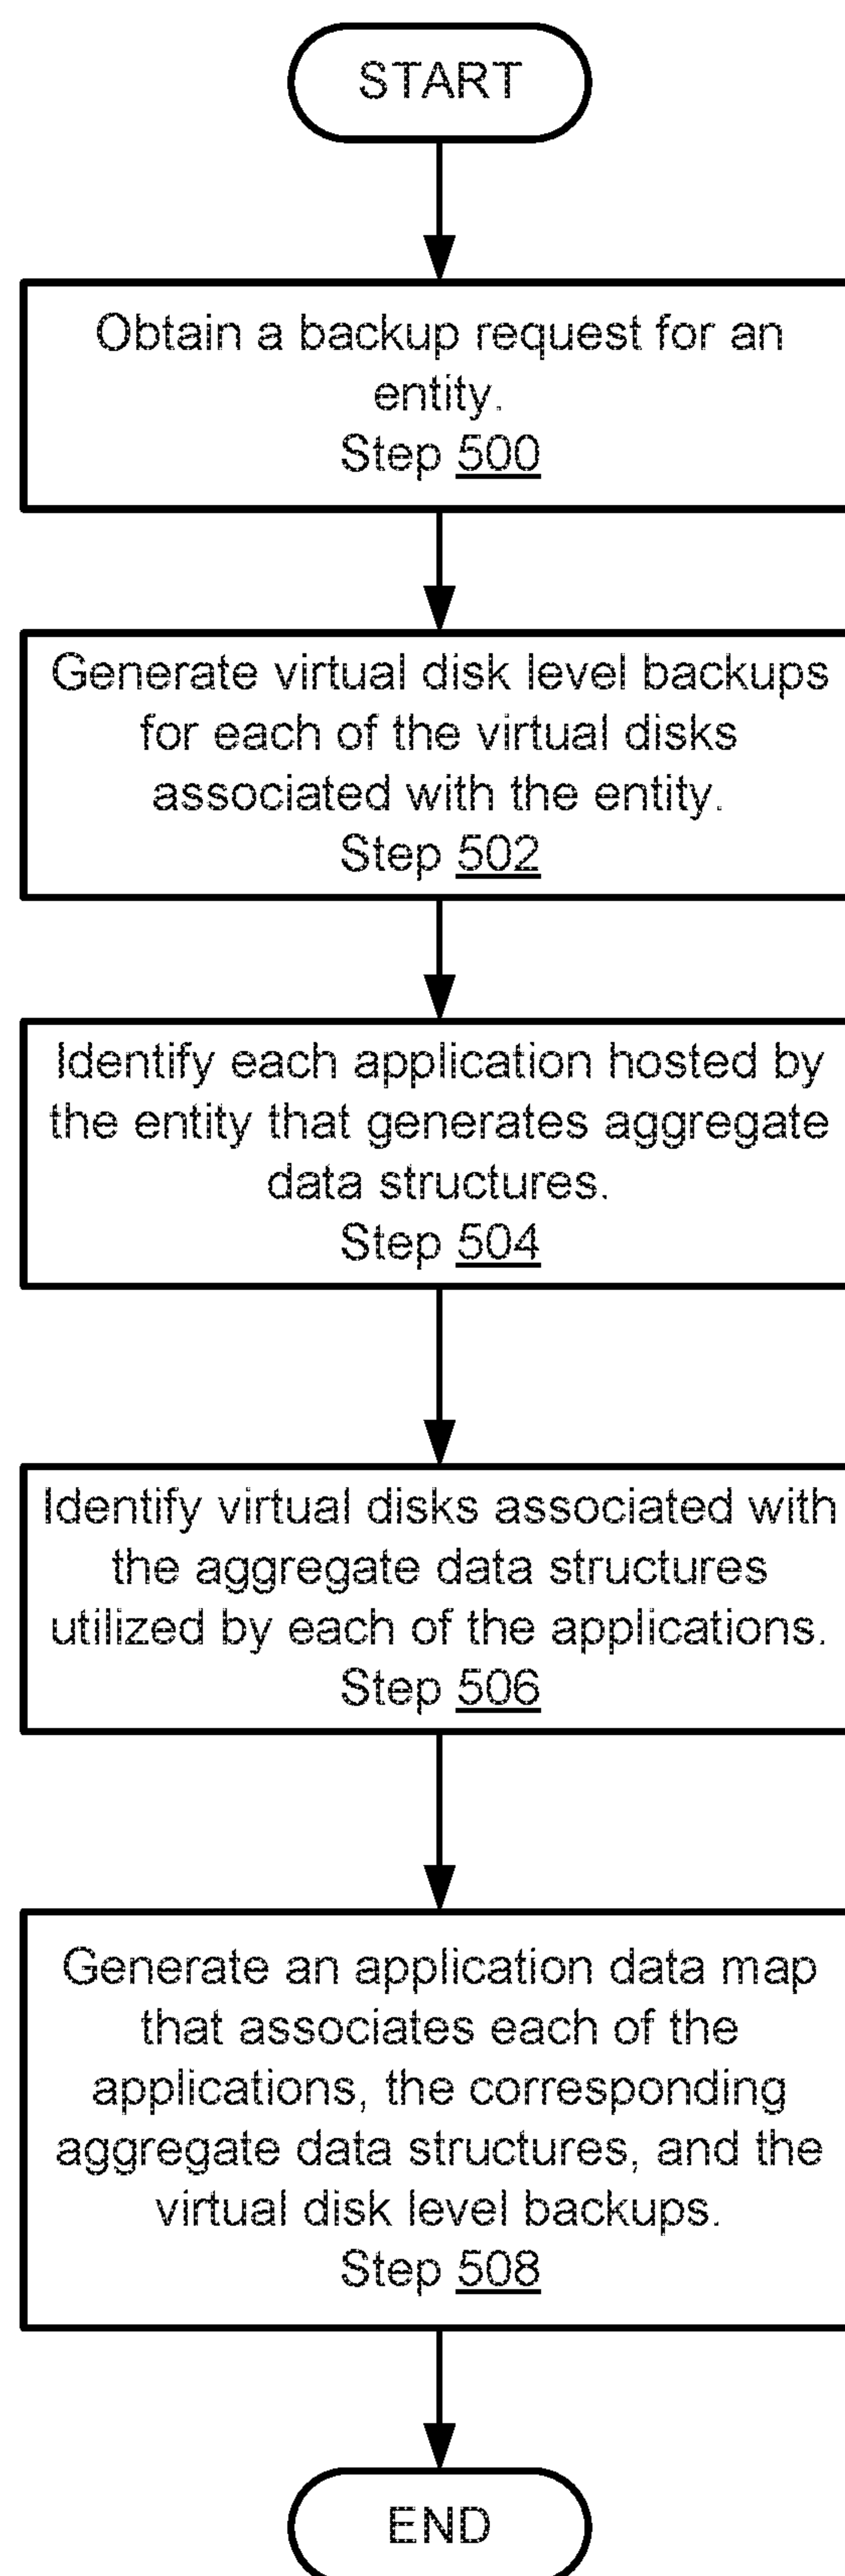 START
Obtain a backup request for an
entity.
Step 500
Generate virtual disk level backups
for each of the virtual disks
associated with the entity.
Step 502
Identify each application hosted by
the entity that generates aggregate
data structures.
Step 504
Identify virtual disks associated with
the aggregate data structures
utilized by each of the applications.
Step 506
Generate an application data map
that associates each of the
applications, the corresponding
aggregate data structures, and the
virtual disk level backups.
Step 508
END